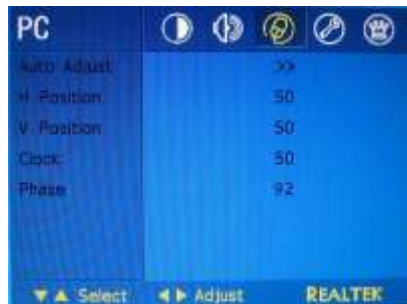 PC
Auto Adjust >>
H Position 50
V Position 50
Clock 50
Phase 92
Select Adjust REALTEK